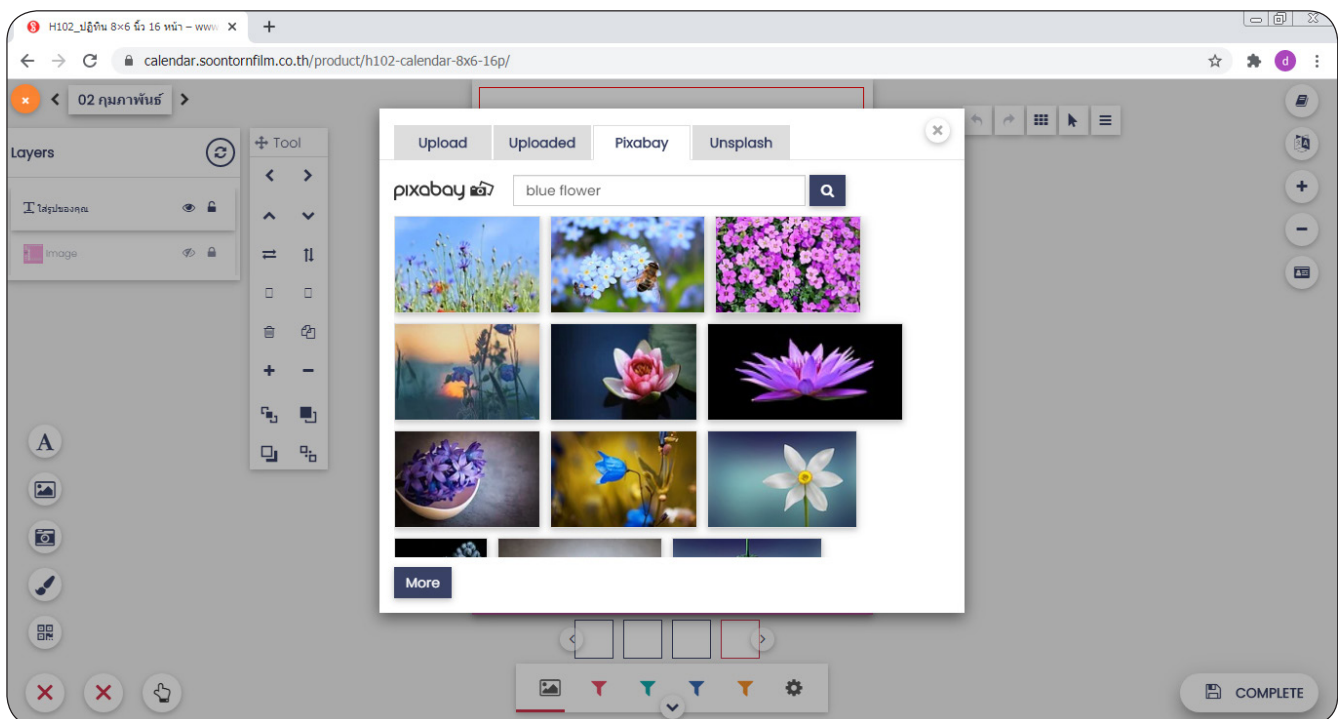 H102_ปฏิทิน 8×6 นิ้ว 16 หน้า – www
calendar.soontornfilm.co.th/product/h102-calendar-8x6-16p/
d
02 กุมภาพันธ์
Layers
Tool
T ใส่รูปของคุณ
Image
Upload Uploaded Pixabay Unsplash
pixabay blue flower
More
A
COMPLETE